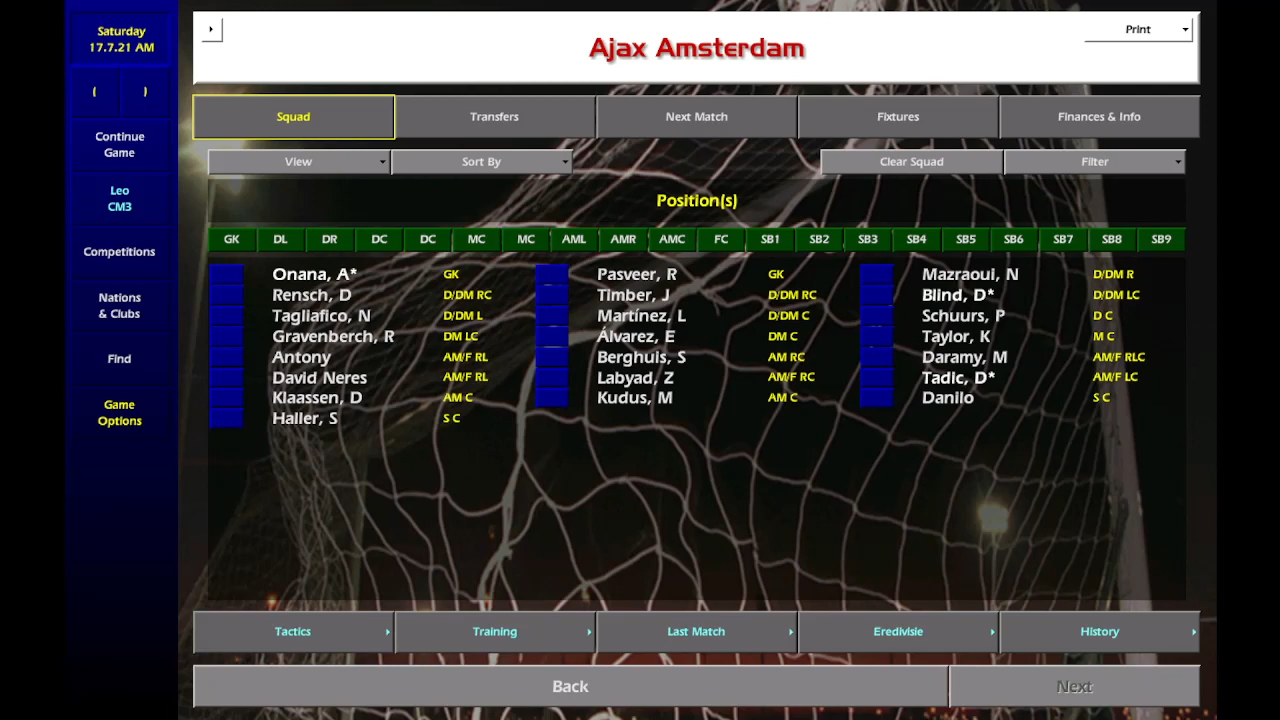 Saturday
17.7.21 AM
Ajax Amsterdam
Print
Continue
Game
Leo
CM3
Competitions
Nations
& Clubs
Find
Game
Options
Squad Transfers Next Match Fixtures Finances & Info
View Sort By Clear Squad Filter
Position(s)
GK DL DR DC DC MC MC AML AMR AMC FC SB1 SB2 SB3 SB4 SB5 SB6 SB7 SB8 SB9
Onana, A* GK Pasveer, R GK Mazraoui, N D/DM R
Rensch, D D/DM RC Timber, J D/DM RC Blind, D* D/DM LC
Tagliafico, N D/DM L Martínez, L D/DM C Schuurs, P D C
Gravenberch, R DM LC Álvarez, E DM C Taylor, K M C
Antony AM/F RL Berghuis, S AM RC Daramy, M AM/F RLC
David Neres AM/F RL Labyad, Z AM/F RC Tadic, D* AM/F LC
Klaassen, D AM C Kudus, M AM C Danilo S C
Haller, S S C
Tactics Training Last Match Eredivisie History
Back Next